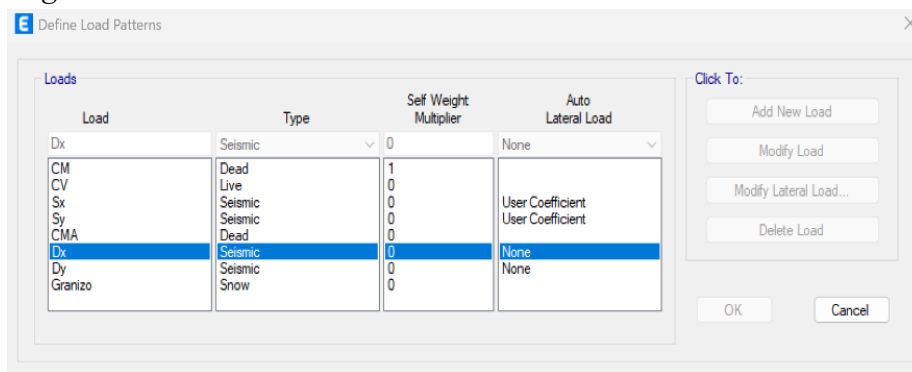 E Define Load Patterns
Loads
Click To:
Load Type Self Weight Multiplier Auto Lateral Load
Dx Seismic 0 None
CM Dead 1
CV Live 0
Sx Seismic 0 User Coefficient
Sy Seismic 0 User Coefficient
CMA Dead 0
Dx Seismic 0 None
Dy Seismic 0 None
Granizo Snow 0
Add New Load
Modify Load
Modify Lateral Load...
Delete Load
OK Cancel